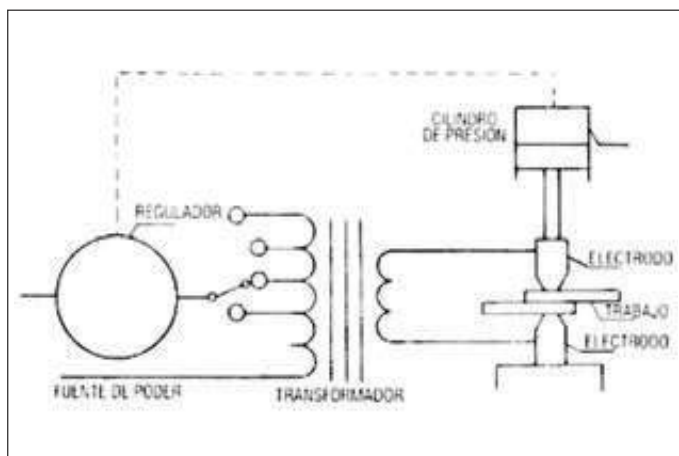 CILINDRO
DE PRESIÓN
REGULADOR
ELECTRODO
TRABAJO
ELECTRODO
FUENTE DE PODER
TRANSFORMADOR